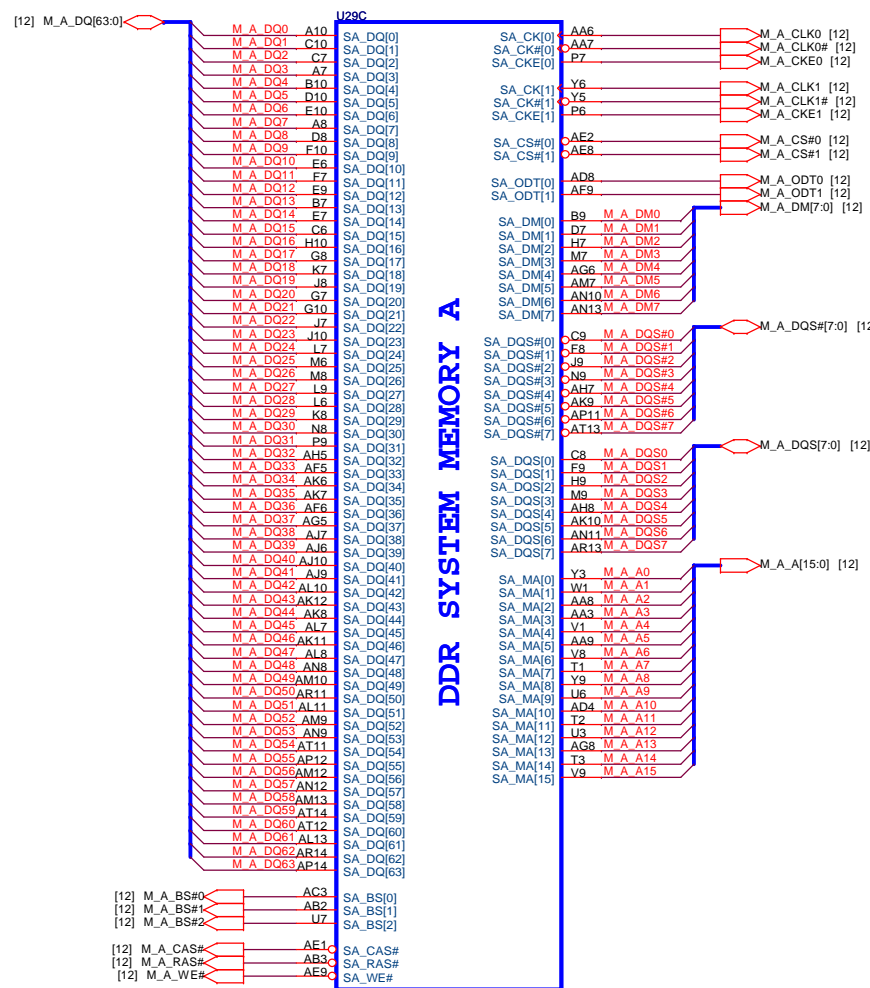 U29C
[12] M_A_DQ[63:0]
M_A_DQ0 A10 SA_DQ[0]
M_A_DQ1 C10 SA_DQ[1]
M_A_DQ2 C7 SA_DQ[2]
M_A_DQ3 A7 SA_DQ[3]
M_A_DQ4 B10 SA_DQ[4]
M_A_DQ5 D10 SA_DQ[5]
M_A_DQ6 E10 SA_DQ[6]
M_A_DQ7 A8 SA_DQ[7]
M_A_DQ8 D8 SA_DQ[8]
M_A_DQ9 F10 SA_DQ[9]
M_A_DQ10 E6 SA_DQ[10]
M_A_DQ11 F7 SA_DQ[11]
M_A_DQ12 E9 SA_DQ[12]
M_A_DQ13 B7 SA_DQ[13]
M_A_DQ14 E7 SA_DQ[14]
M_A_DQ15 C6 SA_DQ[15]
M_A_DQ16 H10 SA_DQ[16]
M_A_DQ17 G8 SA_DQ[17]
M_A_DQ18 K7 SA_DQ[18]
M_A_DQ19 J8 SA_DQ[19]
M_A_DQ20 G7 SA_DQ[20]
M_A_DQ21 G10 SA_DQ[21]
M_A_DQ22 J7 SA_DQ[22]
M_A_DQ23 J10 SA_DQ[23]
M_A_DQ24 L7 SA_DQ[24]
M_A_DQ25 M6 SA_DQ[25]
M_A_DQ26 M8 SA_DQ[26]
M_A_DQ27 L9 SA_DQ[27]
M_A_DQ28 L6 SA_DQ[28]
M_A_DQ29 K8 SA_DQ[29]
M_A_DQ30 N8 SA_DQ[30]
M_A_DQ31 P9 SA_DQ[31]
M_A_DQ32 AH5 SA_DQ[32]
M_A_DQ33 AF5 SA_DQ[33]
M_A_DQ34 AK6 SA_DQ[34]
M_A_DQ35 AK7 SA_DQ[35]
M_A_DQ36 AF6 SA_DQ[36]
M_A_DQ37 AG5 SA_DQ[37]
M_A_DQ38 AJ7 SA_DQ[38]
M_A_DQ39 AJ6 SA_DQ[39]
M_A_DQ40 AJ10 SA_DQ[40]
M_A_DQ41 AJ9 SA_DQ[41]
M_A_DQ42 AL10 SA_DQ[42]
M_A_DQ43 AK12 SA_DQ[43]
M_A_DQ44 AK8 SA_DQ[44]
M_A_DQ45 AL7 SA_DQ[45]
M_A_DQ46 AK11 SA_DQ[46]
M_A_DQ47 AL8 SA_DQ[47]
M_A_DQ48 AN8 SA_DQ[48]
M_A_DQ49 AM10 SA_DQ[49]
M_A_DQ50 AR11 SA_DQ[50]
M_A_DQ51 AL11 SA_DQ[51]
M_A_DQ52 AM9 SA_DQ[52]
M_A_DQ53 AN9 SA_DQ[53]
M_A_DQ54 AT11 SA_DQ[54]
M_A_DQ55 AP12 SA_DQ[55]
M_A_DQ56 AM12 SA_DQ[56]
M_A_DQ57 AN12 SA_DQ[57]
M_A_DQ58 AM13 SA_DQ[58]
M_A_DQ59 AT14 SA_DQ[59]
M_A_DQ60 AT12 SA_DQ[60]
M_A_DQ61 AL13 SA_DQ[61]
M_A_DQ62 AR14 SA_DQ[62]
M_A_DQ63 AP14 SA_DQ[63]
[12] M_A_BS#0 AC3 SA_BS[0]
[12] M_A_BS#1 AB2 SA_BS[1]
[12] M_A_BS#2 U7 SA_BS[2]
[12] M_A_CAS# AE1 SA_CAS#
[12] M_A_RAS# AB3 SA_RAS#
[12] M_A_WE# AE9 SA_WE#
DDR SYSTEM MEMORY A
SA_CK[0] AA6 M_A_CLK0 [12]
SA_CK#[0] AA7 M_A_CLK0# [12]
SA_CKE[0] P7 M_A_CKE0 [12]
SA_CK[1] Y6 M_A_CLK1 [12]
SA_CK#[1] Y5 M_A_CLK1# [12]
SA_CKE[1] P6 M_A_CKE1 [12]
SA_CS#[0] AE2 M_A_CS#0 [12]
SA_CS#[1] AE8 M_A_CS#1 [12]
SA_ODT[0] AD8 M_A_ODT0 [12]
SA_ODT[1] AF9 M_A_ODT1 [12]
M_A_DM[7:0] [12]
SA_DM[0] B9 M_A_DM0
SA_DM[1] D7 M_A_DM1
SA_DM[2] H7 M_A_DM2
SA_DM[3] M7 M_A_DM3
SA_DM[4] AG6 M_A_DM4
SA_DM[5] AM7 M_A_DM5
SA_DM[6] AN10 M_A_DM6
SA_DM[7] AN13 M_A_DM7
M_A_DQS#[7:0] [12
SA_DQS#[0] C9 M_A_DQS#0
SA_DQS#[1] F8 M_A_DQS#1
SA_DQS#[2] J9 M_A_DQS#2
SA_DQS#[3] N9 M_A_DQS#3
SA_DQS#[4] AH7 M_A_DQS#4
SA_DQS#[5] AK9 M_A_DQS#5
SA_DQS#[6] AP11 M_A_DQS#6
SA_DQS#[7] AT13 M_A_DQS#7
M_A_DQS[7:0] [12]
SA_DQS[0] C8 M_A_DQS0
SA_DQS[1] F9 M_A_DQS1
SA_DQS[2] H9 M_A_DQS2
SA_DQS[3] M9 M_A_DQS3
SA_DQS[4] AH8 M_A_DQS4
SA_DQS[5] AK10 M_A_DQS5
SA_DQS[6] AN11 M_A_DQS6
SA_DQS[7] AR13 M_A_DQS7
M_A_A[15:0] [12]
SA_MA[0] Y3 M_A_A0
SA_MA[1] W1 M_A_A1
SA_MA[2] AA8 M_A_A2
SA_MA[3] AA3 M_A_A3
SA_MA[4] V1 M_A_A4
SA_MA[5] AA9 M_A_A5
SA_MA[6] V8 M_A_A6
SA_MA[7] T1 M_A_A7
SA_MA[8] Y9 M_A_A8
SA_MA[9] U6 M_A_A9
SA_MA[10] AD4 M_A_A10
SA_MA[11] T2 M_A_A11
SA_MA[12] U3 M_A_A12
SA_MA[13] AG8 M_A_A13
SA_MA[14] T3 M_A_A14
SA_MA[15] V9 M_A_A15